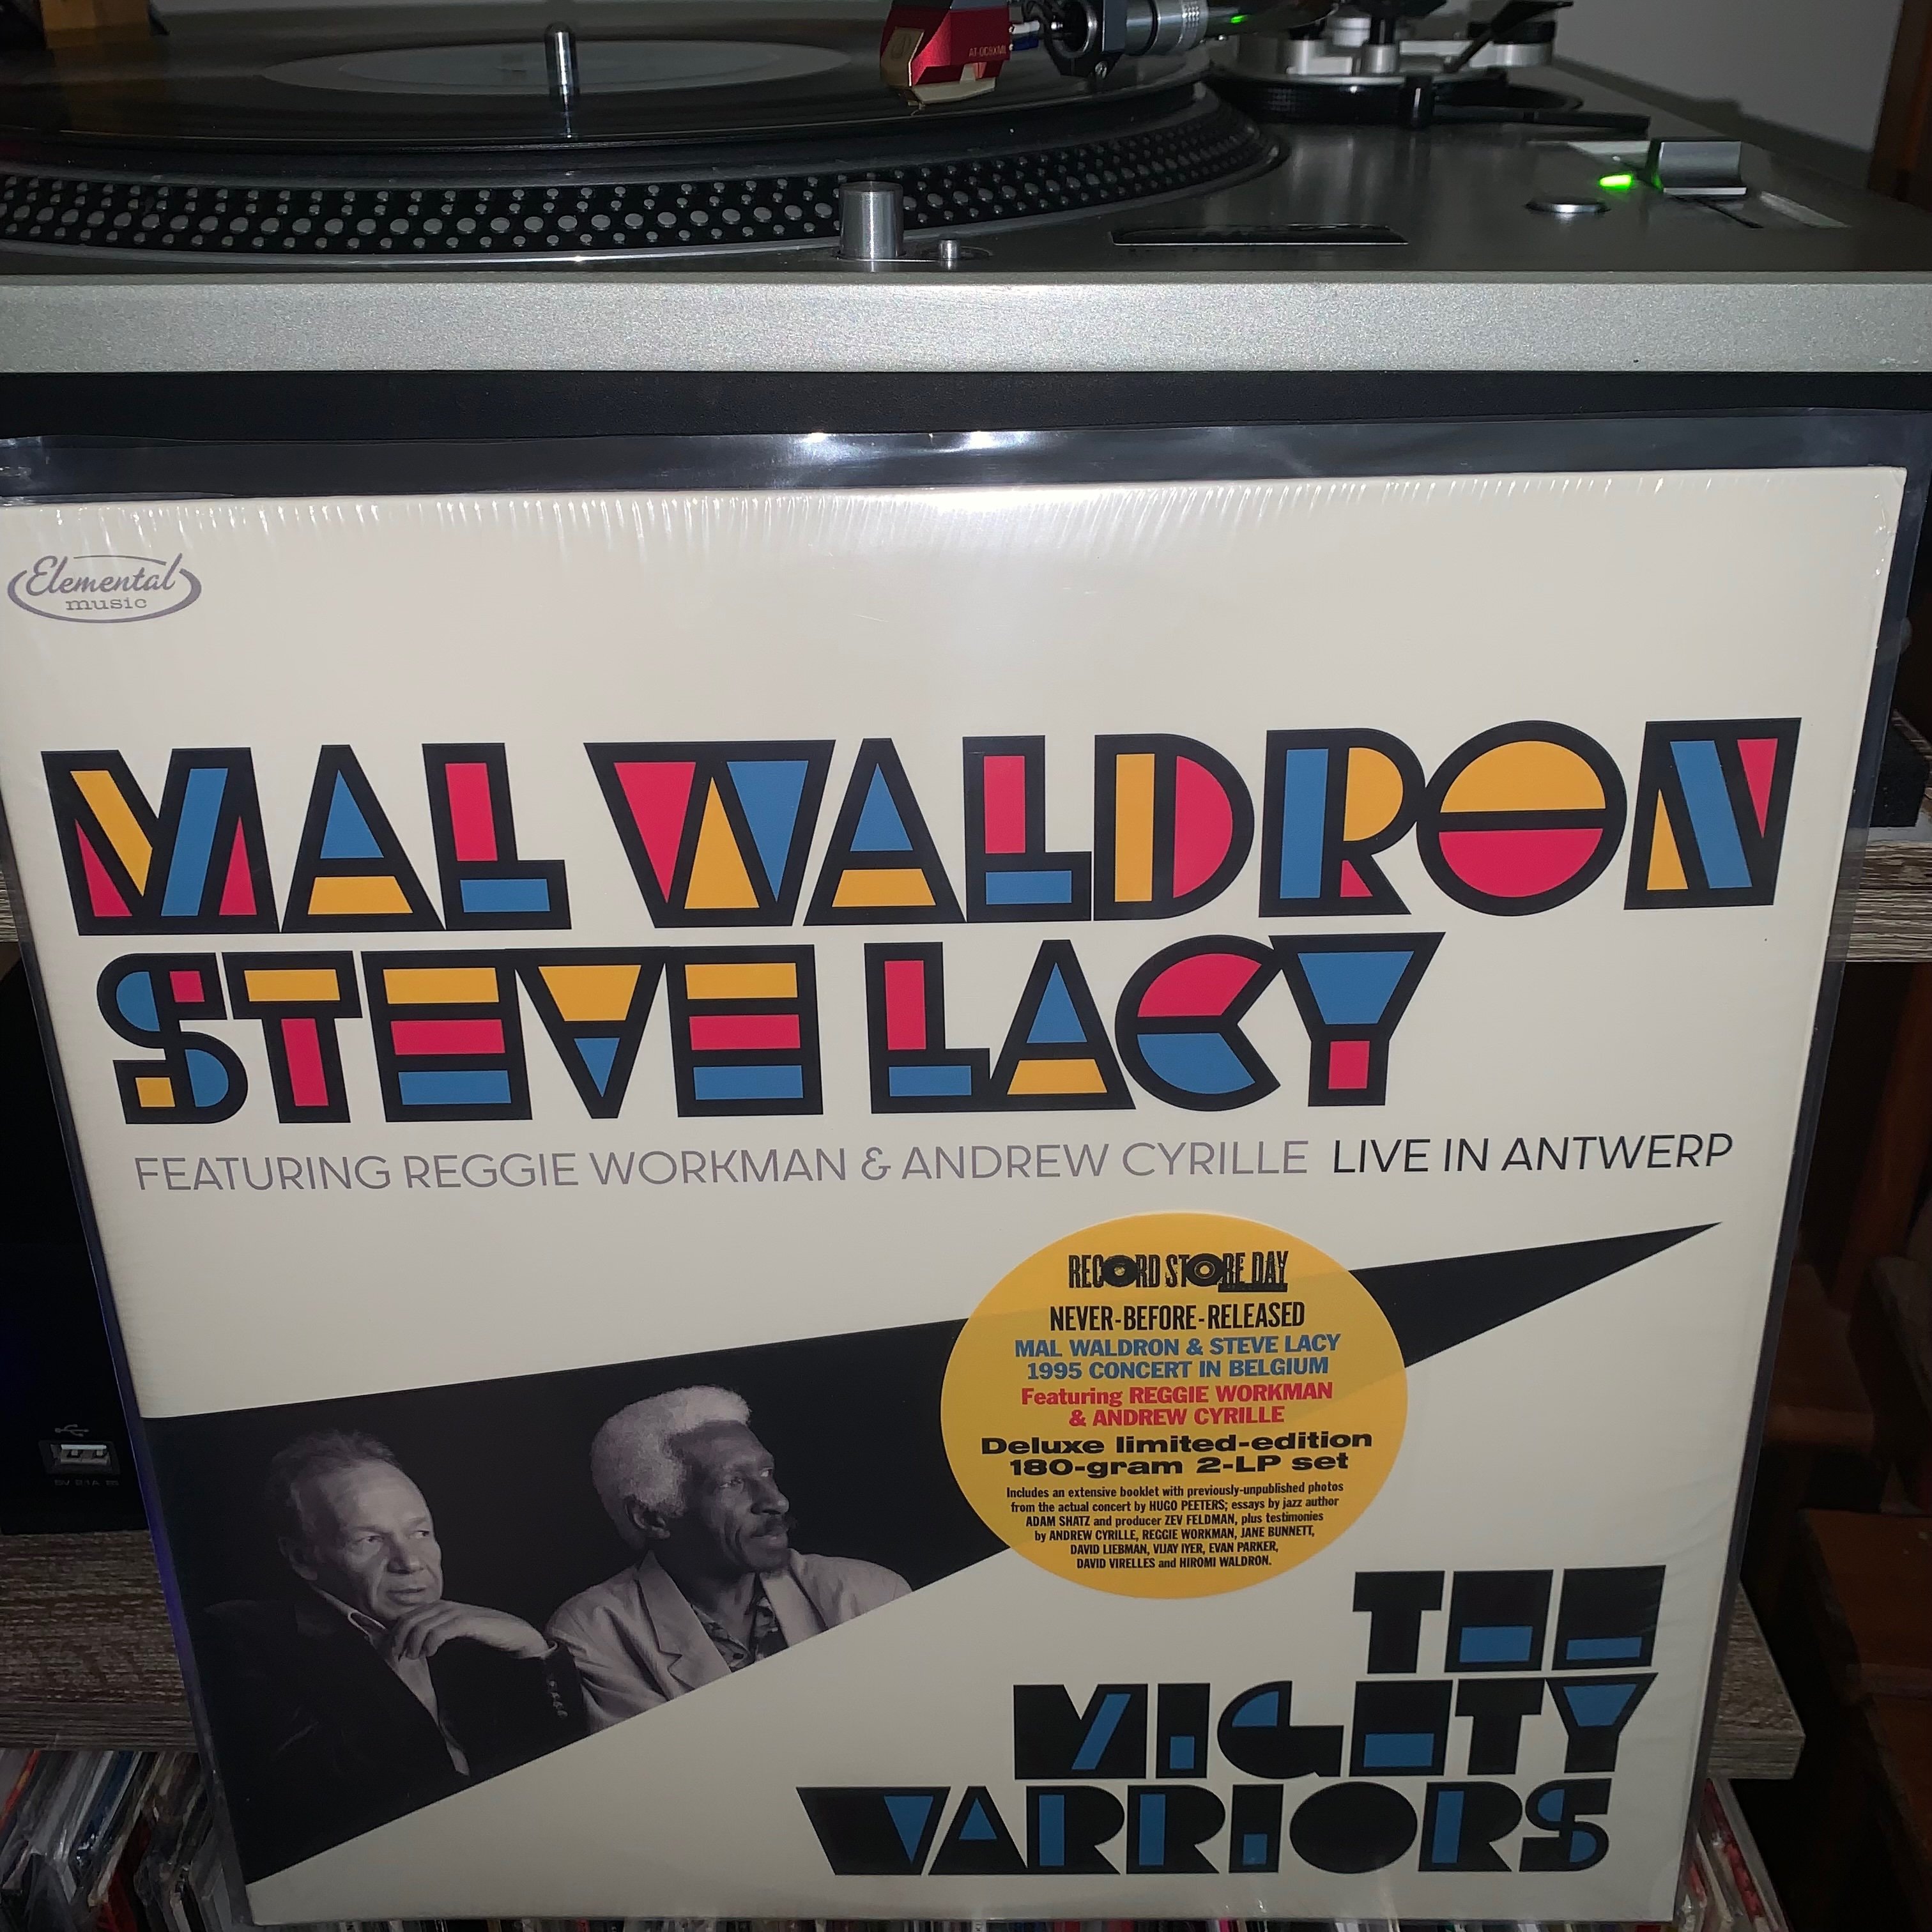 AT-OC9XML
Elemental
music
MAL WALDRON
STEVE LACY
FEATURING REGGIE WORKMAN & ANDREW CYRILLE LIVE IN ANTWERP
RECORD STORE DAY
NEVER-BEFORE-RELEASED
MAL WALDRON & STEVE LACY
1995 CONCERT IN BELGIUM
Featuring REGGIE WORKMAN
& ANDREW CYRILLE
Deluxe limited-edition
180-gram 2-LP set
Includes an extensive booklet with previously-unpublished photos
from the actual concert by HUGO PEETERS; essays by jazz author
ADAM SHATZ and producer ZEV FELDMAN, plus testimonies
by ANDREW CYRILLE, REGGIE WORKMAN, JANE BUNNETT,
DAVID LIEBMAN, VIJAY IYER, EVAN PARKER,
DAVID VIRELLES and HIROMI WALDRON.
THE
MIGHTY
WARRIORS